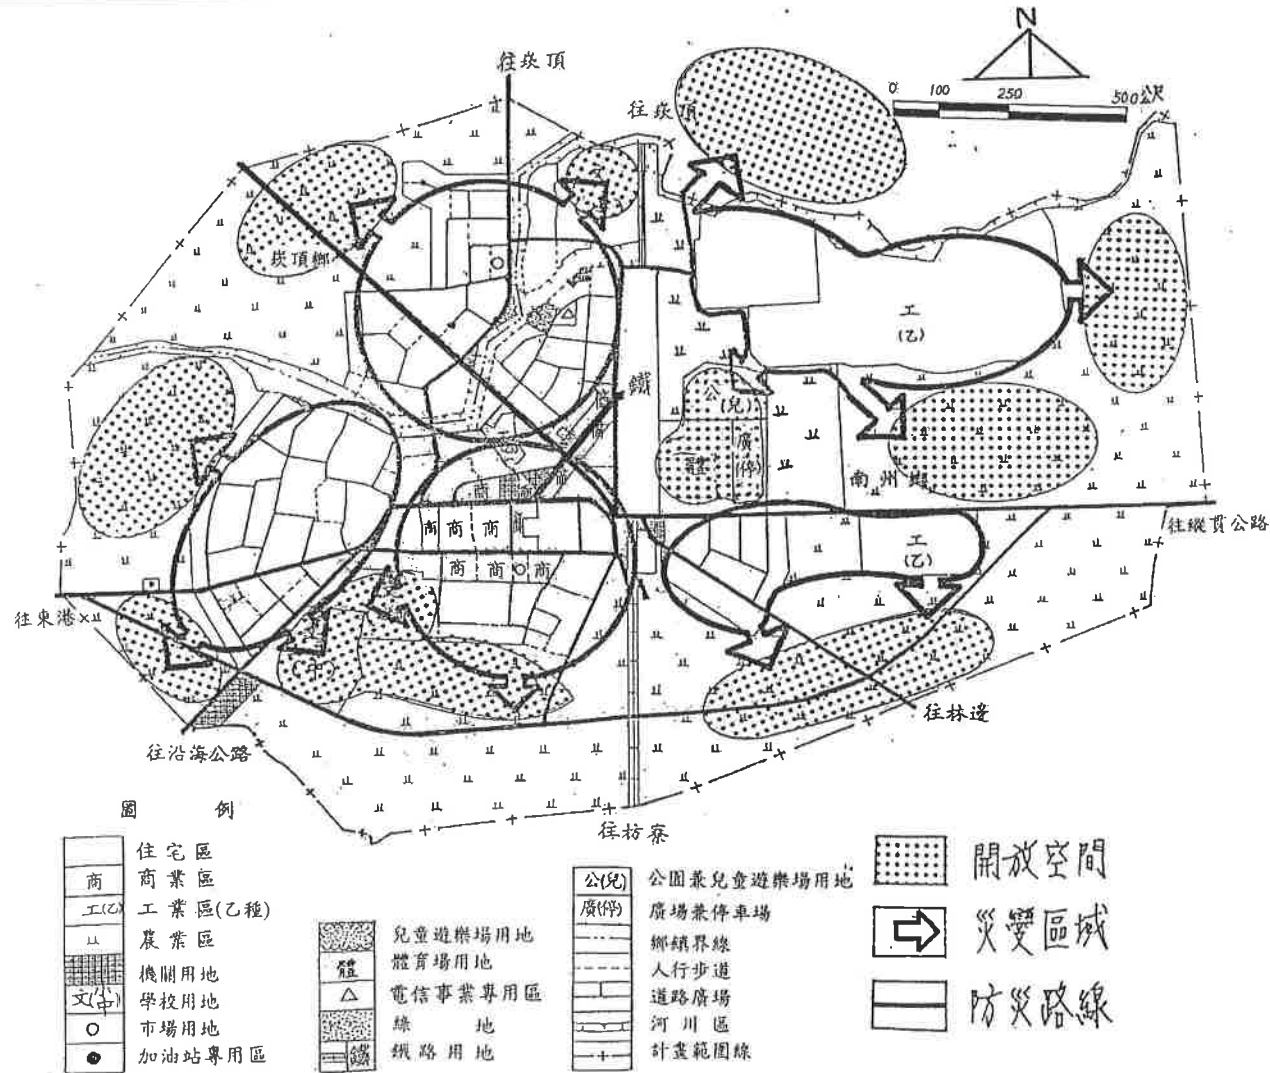 N
0 100 250 500公尺
往崁頂
往崁頂
崁頂鄉
工
(乙)
鐵
公
(兒)
廣
(停)
體
南州鄉
往縱貫公路
商
商
商 商 商
商 商 商
工
(乙)
往東港
往林邊
往沿海公路
往枋寮
圖 例
住宅區
商 商業區
工(乙) 工業區(乙種)
農業區
機關用地
文(小中) 學校用地
市場用地
加油站專用區
兒童遊樂場用地
體 體育場用地
電信事業專用區
綠 地
鐵 鐵路用地
公(兒) 公園兼兒童遊樂場用地
廣(停) 廣場兼停車場
鄉鎮界線
人行步道
道路廣場
河川區
計畫範圍線
開放空間
災變區域
防災路線